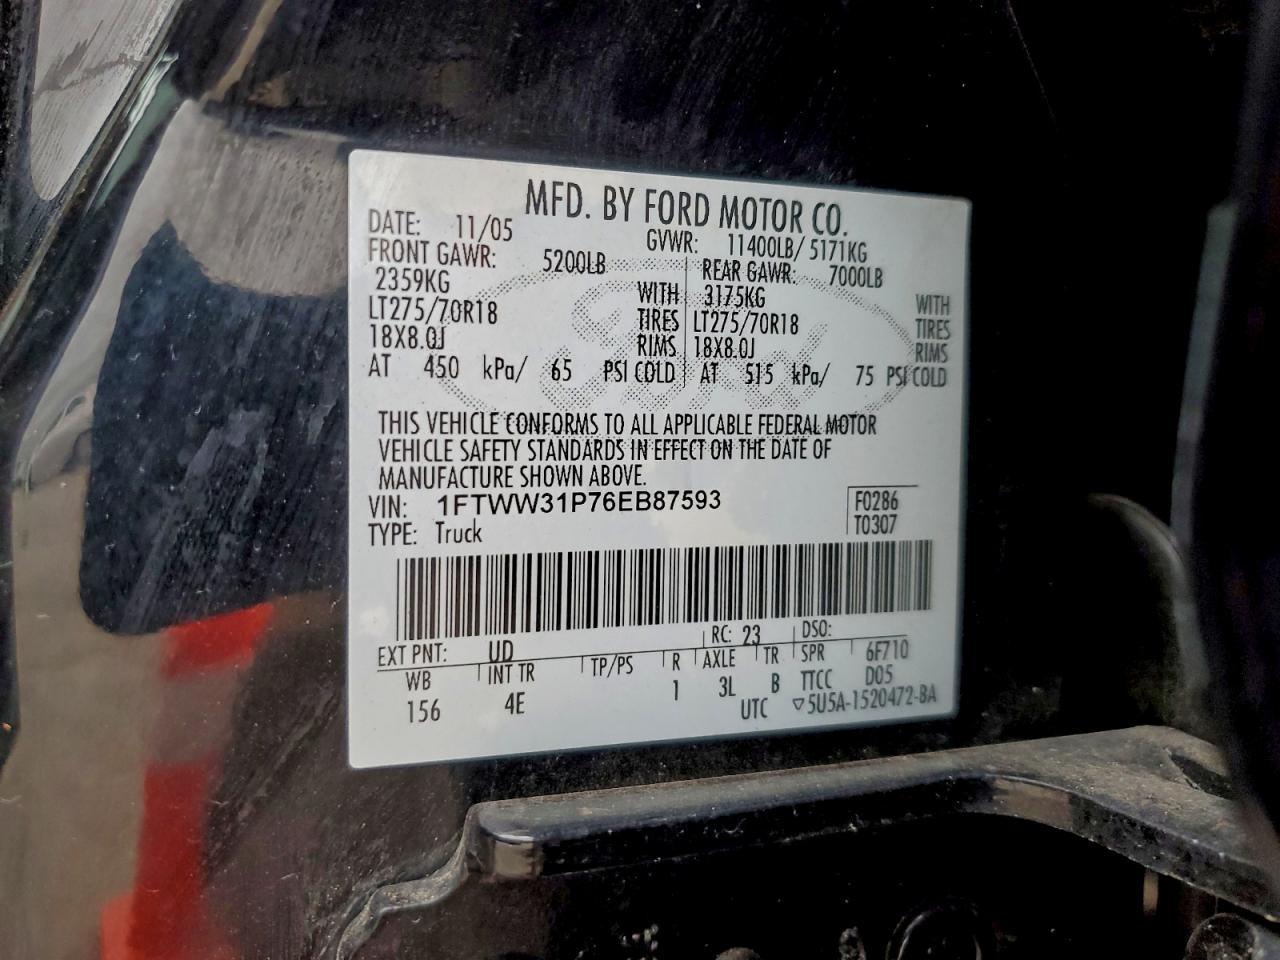 MFD. BY FORD MOTOR CO.
DATE: 11/05 GVWR: 11400LB/ 5171KG
FRONT GAWR: 5200LB REAR GAWR: 7000LB
2359KG WITH 3175KG WITH
LT275/70R18 TIRES LT275/70R18 TIRES
18X8.0J RIMS 18X8.0J RIMS
AT 450 kPa/ 65 PSI COLD AT 515 kPa/ 75 PSI COLD
THIS VEHICLE CONFORMS TO ALL APPLICABLE FEDERAL MOTOR
VEHICLE SAFETY STANDARDS IN EFFECT ON THE DATE OF
MANUFACTURE SHOWN ABOVE.
VIN: 1FTWW31P76EB87593 F0286
TYPE: Truck T0307
EXT PNT: UD RC: 23 DSO:
WB INT TR TP/PS R AXLE TR SPR 6F710
156 4E 1 3L B TTCC D05
UTC ▽5U5A-1520472-BA